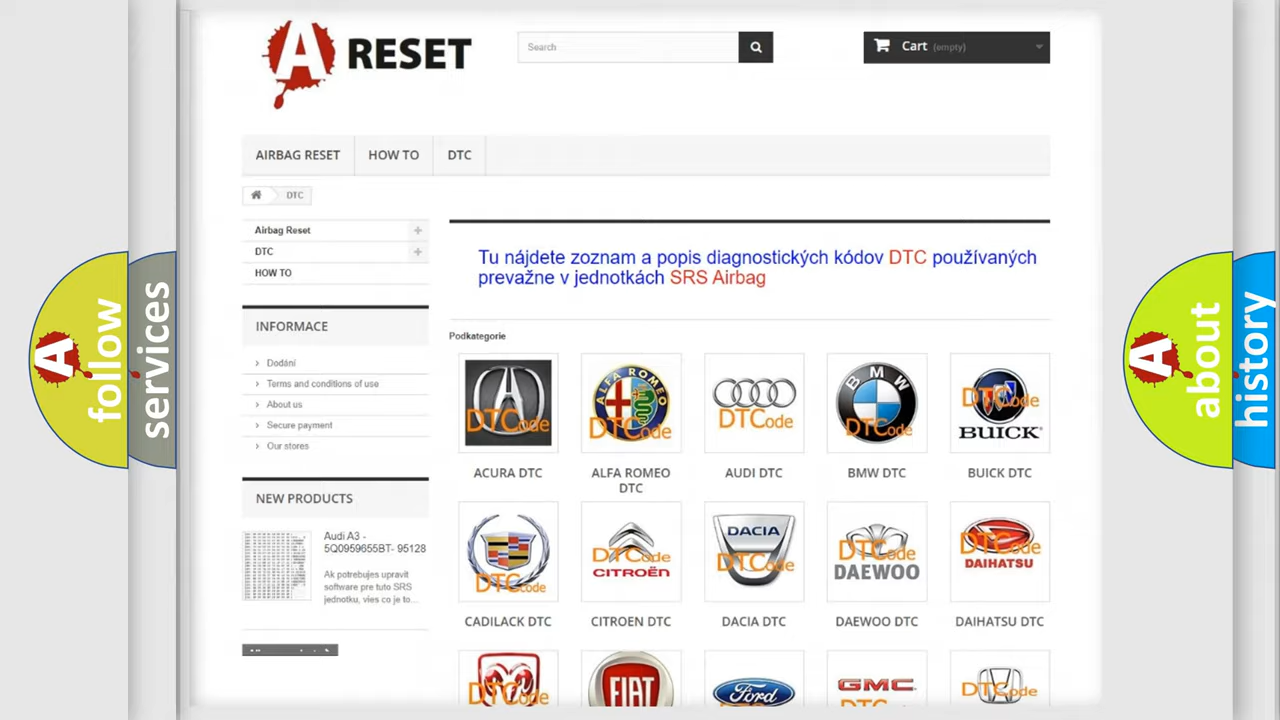 A RESET
Search
Cart (empty)
AIRBAG RESET
HOW TO
DTC
DTC
Airbag Reset
DTC
HOW TO
INFORMACE
Dodání
Terms and conditions of use
About us
Secure payment
Our stores
NEW PRODUCTS
Audi A3 -
5Q0959655BT- 95128
Ak potrebujes upravit
software pre tuto SRS
jednotku, vies co je to...
Tu nájdete zoznam a popis diagnostických kódov DTC používaných
prevažne v jednotkách SRS Airbag
Podkategorie
DTCode
ALFA ROMEO
DTCode
DTCode
BMW
DTCode
DTCode
BUICK
ACURA DTC
ALFA ROMEO
DTC
AUDI DTC
BMW DTC
BUICK DTC
DTCode
DTCode
CITROËN
DACIA
DTCode
DTCode
DAEWOO
DTCode
DAIHATSU
CADILACK DTC
CITROEN DTC
DACIA DTC
DAEWOO DTC
DAIHATSU DTC
DTCode
FIAT
Ford
GMC
DTCode
A follow
services
A about
history